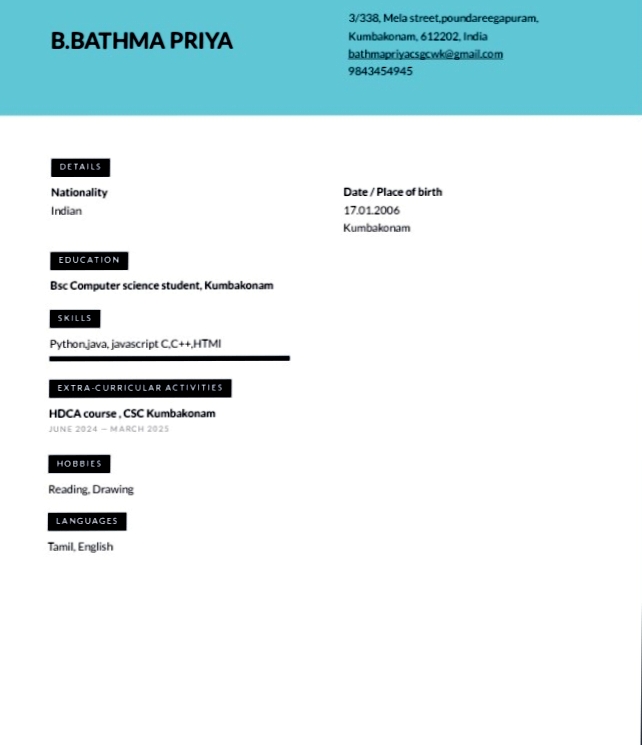 B.BATHMA PRIYA
3/338, Mela street,poundareegapuram,
Kumbakonam, 612202, India
bathmapriyacsgcwk@gmail.com
9843454945
DETAILS
Nationality
Indian
Date / Place of birth
17.01.2006
Kumbakonam
EDUCATION
Bsc Computer science student, Kumbakonam
SKILLS
Python,java, javascript C,C++,HTMl
EXTRA-CURRICULAR ACTIVITIES
HDCA course , CSC Kumbakonam
JUNE 2024 — MARCH 2025
HOBBIES
Reading, Drawing
LANGUAGES
Tamil, English